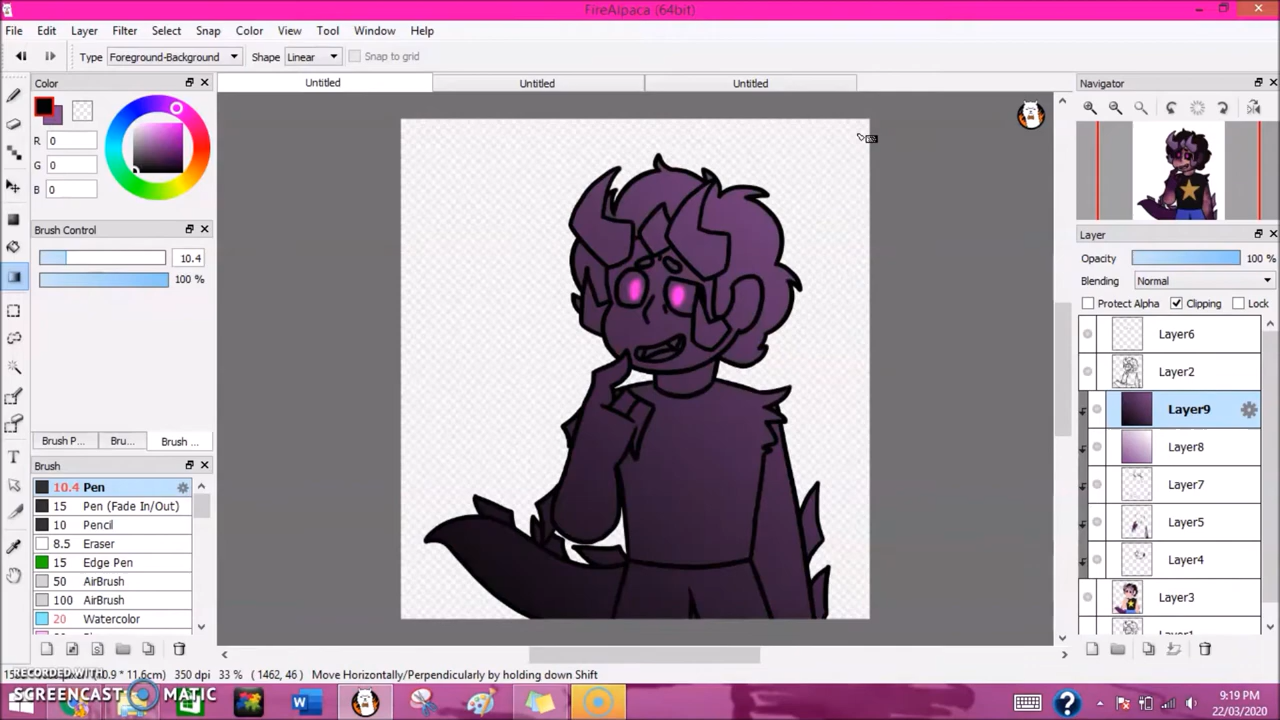 FireAlpaca (64bit)
File Edit Layer Filter Select Snap Color View Tool Window Help
Type Foreground-Background Shape Linear Snap to grid
Color Untitled Untitled Untitled Navigator
R 0
G 0
B 0
Brush Control Layer
10.4 Opacity 100 %
100 % Blending Normal
Protect Alpha Clipping Lock
Layer6
Layer2
Layer9
Brush P... Bru... Brush ... Layer8
Brush
10.4 Pen Layer7
15 Pen (Fade In/Out)
10 Pencil Layer5
8.5 Eraser
15 Edge Pen Layer4
50 AirBrush
100 AirBrush Layer3
20 Watercolor
11.6cm) 350 dpi 33 % ( 1462, 46 ) Move Horizontally/Perpendicularly by holding down Shift
RECORDED WITH
SCREENCAST MATIC
9:19 PM
22/03/2020